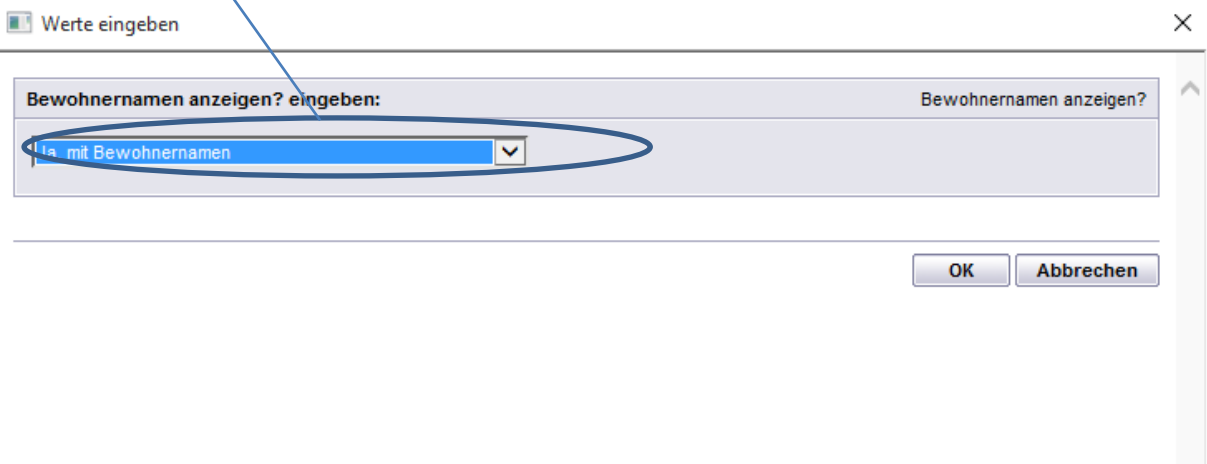 Werte eingeben
Bewohnernamen anzeigen? eingeben:
Bewohnernamen anzeigen?
Ja, mit Bewohnernamen
OK
Abbrechen